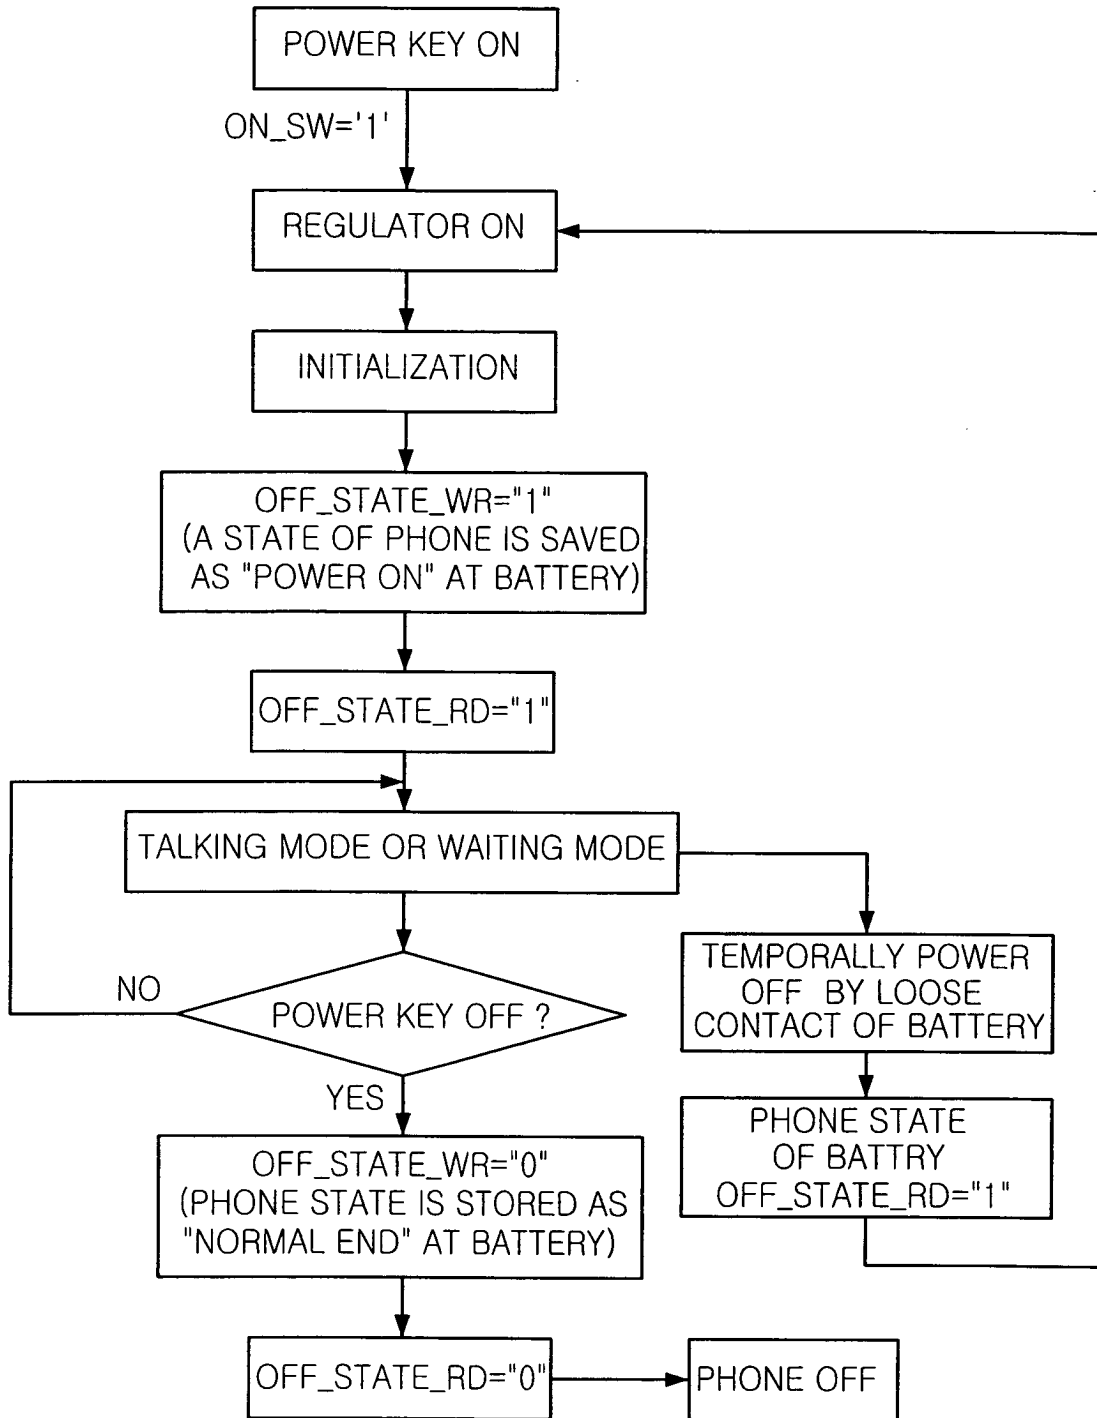 POWER KEY ON
ON_SW='1'
REGULATOR ON
INITIALIZATION
OFF_STATE_WR="1"
(A STATE OF PHONE IS SAVED
AS "POWER ON" AT BATTERY)
OFF_STATE_RD="1"
TALKING MODE OR WAITING MODE
NO
POWER KEY OFF ?
YES
OFF_STATE_WR="0"
(PHONE STATE IS STORED AS
"NORMAL END" AT BATTERY)
OFF_STATE_RD="0"
PHONE OFF
TEMPORALLY POWER
OFF BY LOOSE
CONTACT OF BATTERY
PHONE STATE
OF BATTRY
OFF_STATE_RD="1"